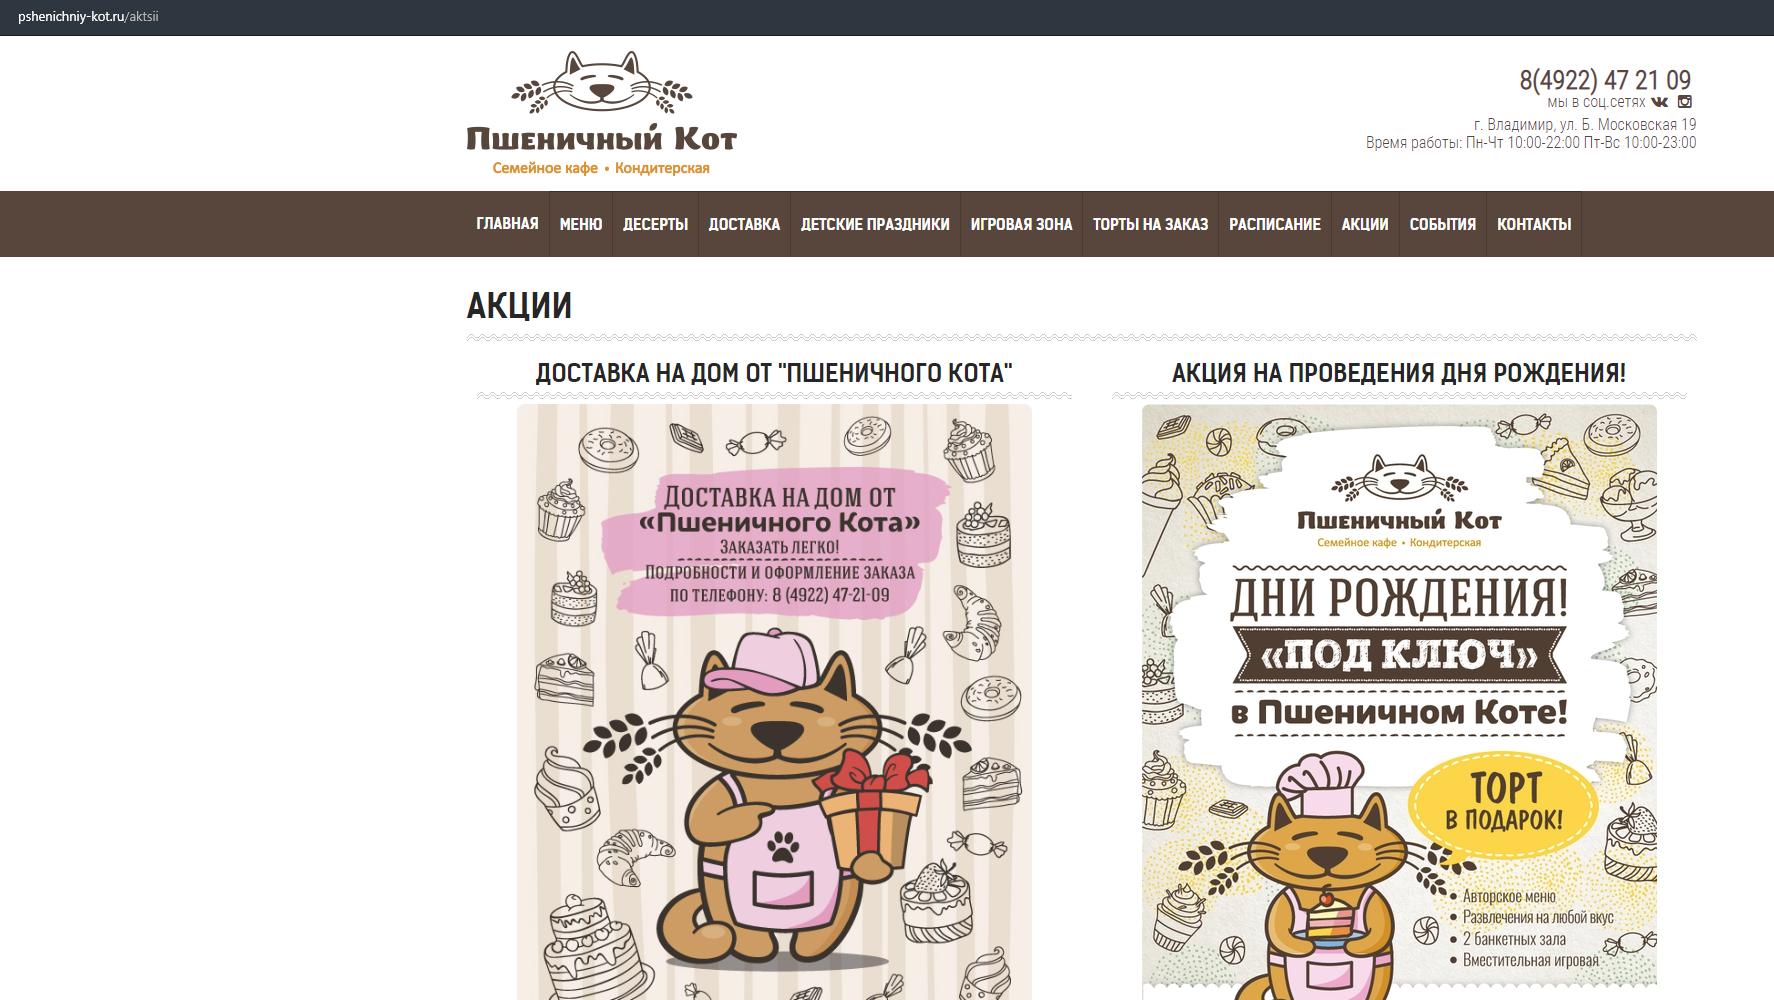 pshenichniy-kot.ru/aktsii
Пшеничный Кот
Семейное кафе • Кондитерская
8(4922) 47 21 09
мы в соц.сетях
г. Владимир, ул. Б. Московская 19
Время работы: Пн-Чт 10:00-22:00 Пт-Вс 10:00-23:00
ГЛАВНАЯ МЕНЮ ДЕСЕРТЫ ДОСТАВКА ДЕТСКИЕ ПРАЗДНИКИ ИГРОВАЯ ЗОНА ТОРТЫ НА ЗАКАЗ РАСПИСАНИЕ АКЦИИ СОБЫТИЯ КОНТАКТЫ
АКЦИИ
ДОСТАВКА НА ДОМ ОТ "ПШЕНИЧНОГО КОТА"
Доставка на дом от
«Пшеничного Кота»
Заказать легко!
Подробности и оформление заказа
по телефону: 8 (4922) 47-21-09
АКЦИЯ НА ПРОВЕДЕНИЯ ДНЯ РОЖДЕНИЯ!
Пшеничный Кот
Семейное кафе • Кондитерская
ДНИ РОЖДЕНИЯ!
«ПОД КЛЮЧ»
в Пшеничном Коте!
ТОРТ
В ПОДАРОК!
• Авторское меню
• Развлечения на любой вкус
• 2 банкетных зала
• Вместительная игровая